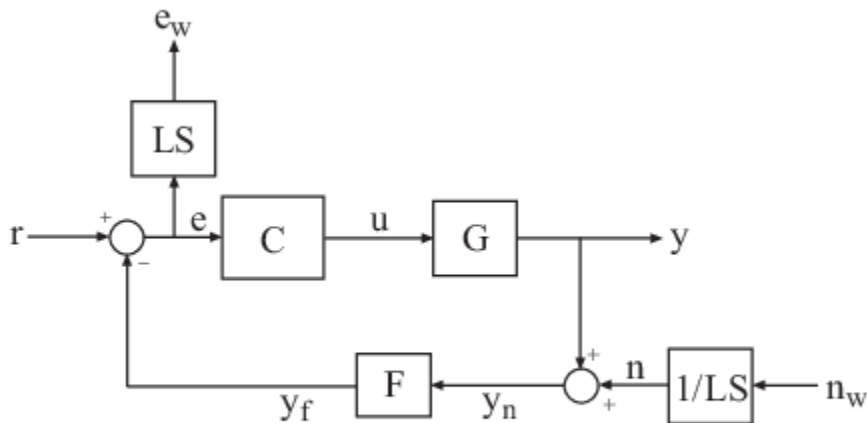 e_w
LS
r
+
−
e
C
u
G
y
+
+
n
1/LS
n_w
F
y_f
y_n